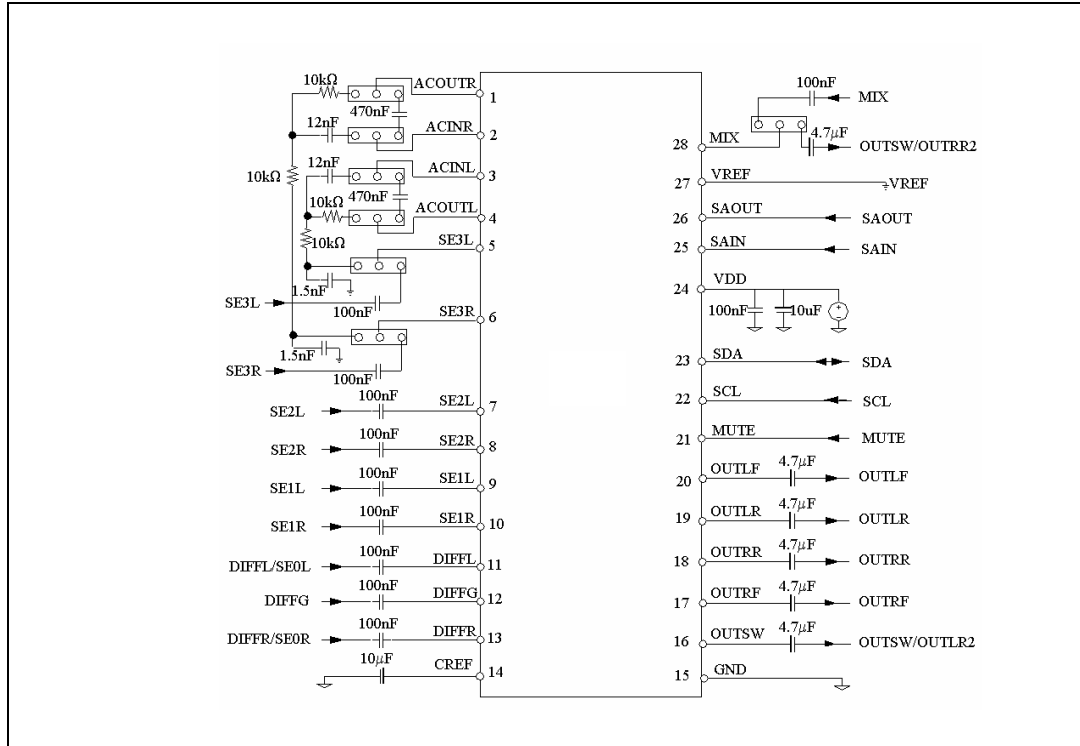 10kΩ
ACOUTR
1
470nF
12nF
ACINR
2
12nF
ACINL
3
10kΩ
470nF
10kΩ
ACOUTL
4
10kΩ
SE3L
5
1.5nF
SE3L
100nF
SE3R
6
1.5nF
SE3R
100nF
SE2L
100nF
SE2L
7
SE2R
100nF
SE2R
8
SE1L
100nF
SE1L
9
SE1R
100nF
SE1R
10
DIFFL/SE0L
100nF
DIFFL
11
DIFFG
100nF
DIFFG
12
DIFFR/SE0R
100nF
DIFFR
13
10μF
CREF
14
100nF
MIX
28
MIX
4.7μF
OUTSW/OUTRR2
27
VREF
VREF
26
SAOUT
SAOUT
25
SAIN
SAIN
24
VDD
100nF
10uF
+
-
23
SDA
SDA
22
SCL
SCL
21
MUTE
MUTE
20
OUTLF
4.7μF
OUTLF
19
OUTLR
4.7μF
OUTLR
18
OUTRR
4.7μF
OUTRR
17
OUTRF
4.7μF
OUTRF
16
OUTSW
4.7μF
OUTSW/OUTLR2
15
GND